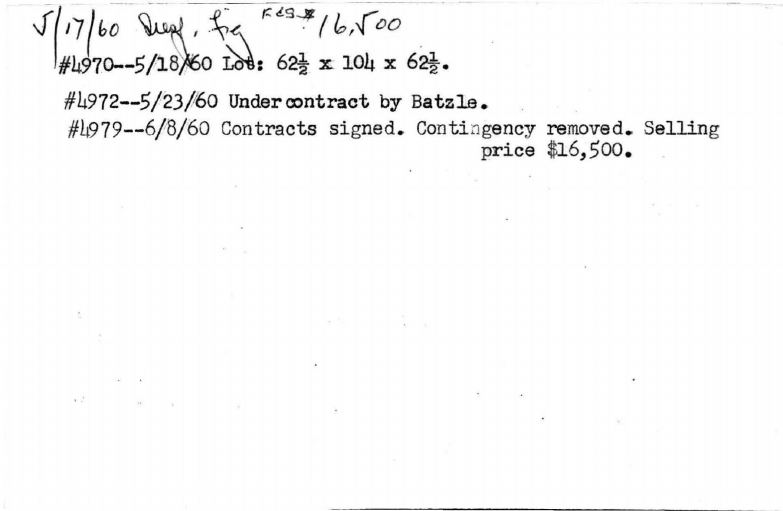 5/17/60 fig $16,500
#4970--5/18/60 Lot: 62½ x 104 x 62½.
#4972--5/23/60 Under contract by Batzle.
#4979--6/8/60 Contracts signed. Contingency removed. Selling
price $16,500.